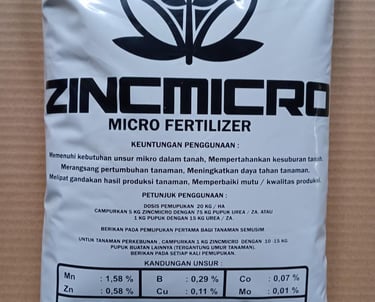 ZINCMICRO
MICRO FERTILIZER
KEUNTUNGAN PENGGUNAAN :
Memenuhi kebutuhan unsur mikro dalam tanah, Mempertahankan kesuburan tanah,
Merangsang pertumbuhan tanaman, Meningkatkan daya tahan tanaman,
Melipat gandakan hasil produksi tanaman, Memperbaiki mutu / kwalitas produksi.
PETUNJUK PENGGUNAAN :
DOSIS PEMUPUKAN 20 KG / HA
CAMPURKAN 5 KG ZINCMICRO DENGAN 75 KG PUPUK UREA / ZA. ATAU
1 KG PUPUK DENGAN 15 KG PUPUK UREA / ZA.
BERIKAN PADA PEMUPUKAN PERTAMA BAGI TANAMAN SEMUSIM
UNTUK TANAMAN PERKEBUNAN , CAMPURKAN 1 KG ZINCMICRO DENGAN 10 -15 KG
PUPUK BUATAN LAINNYA (TERGANTUNG UMUR TANAMAN).
BERIKAN PADA SETIAP KALI PEMUPUKAN.
KANDUNGAN UNSUR :
Mn : 1,58 % B : 0,29 % Co : 0,07 %
Zn : 0,58 % Cu : 0,11 % Mo : 0,01 %